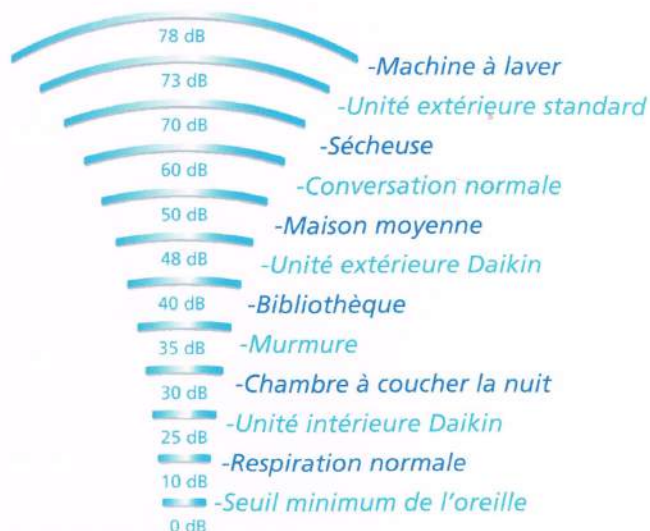 78 dB
-Machine à laver
73 dB
-Unité extérieure standard
70 dB
-Sécheuse
60 dB
-Conversation normale
50 dB
-Maison moyenne
48 dB
-Unité extérieure Daikin
40 dB
-Bibliothèque
35 dB
-Murmure
30 dB
-Chambre à coucher la nuit
25 dB
-Unité intérieure Daikin
10 dB
-Respiration normale
0 dB
-Seuil minimum de l'oreille